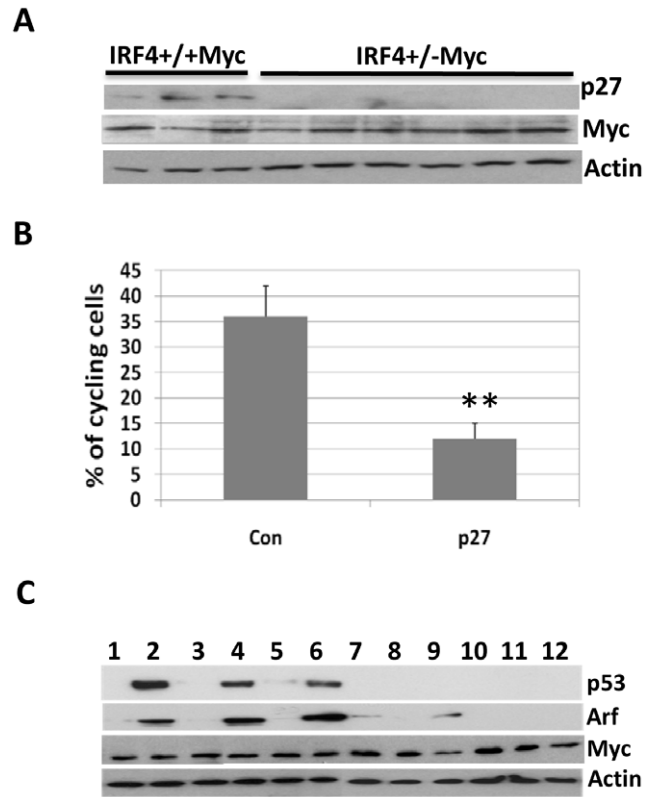 A
IRF4+/+Myc IRF4+/-Myc
p27
Myc
Actin
B
% of cycling cells
45
40
35
30
25
20
15
10
5
0
**
Con p27
C
1 2 3 4 5 6 7 8 9 10 11 12
p53
Arf
Myc
Actin